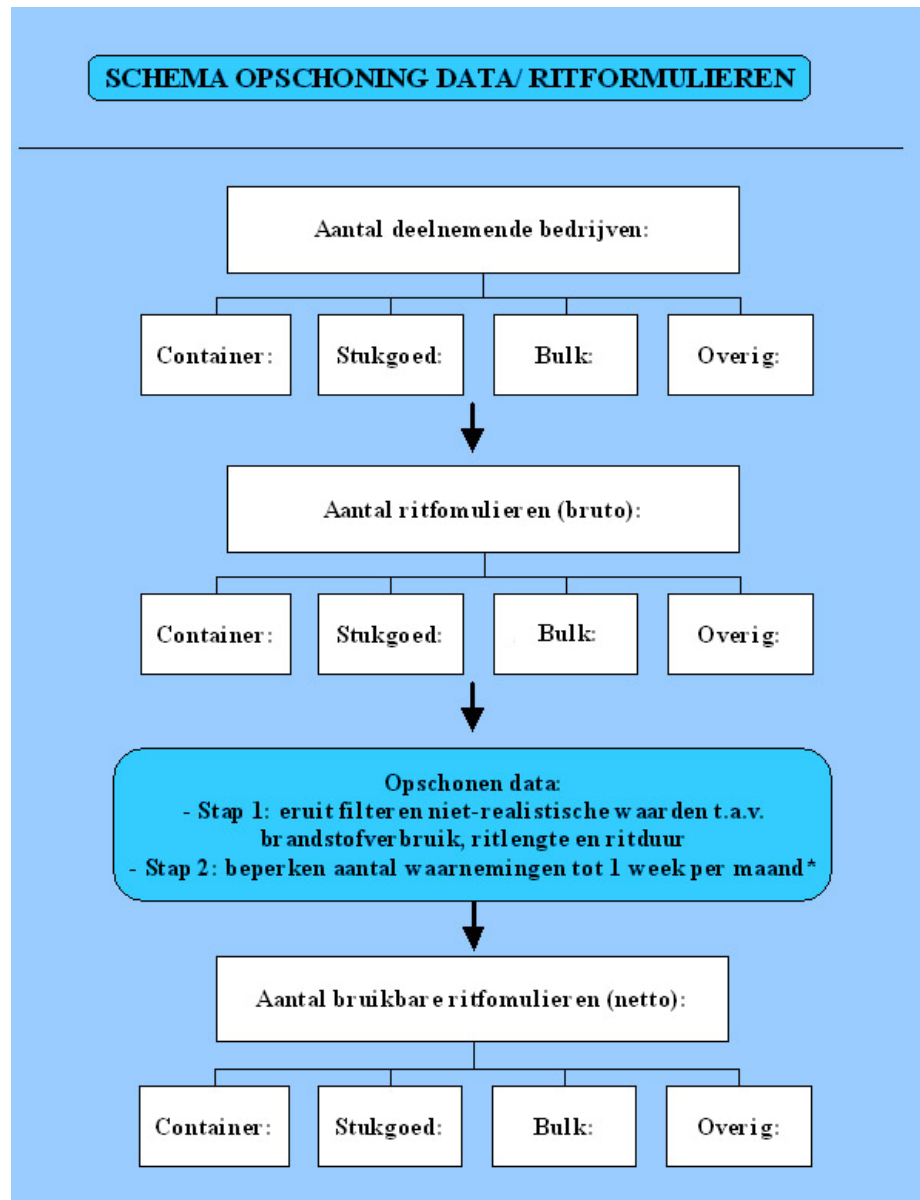 SCHEMA OPSCHONING DATA/ RITFORMULIEREN
Aantal deelnemende bedrijven:
Container: Stukgoed: Bulk: Overig:
Aantal ritfomulieren (bruto):
Container: Stukgoed: Bulk: Overig:
Opschonen data:
- Stap 1: eruit filteren niet-realistische waarden t.a.v.
brandstofverbruik, ritlengte en ritduur
- Stap 2: beperken aantal waarnemingen tot 1 week per maand*
Aantal bruikbare ritfomulieren (netto):
Container: Stukgoed: Bulk: Overig: